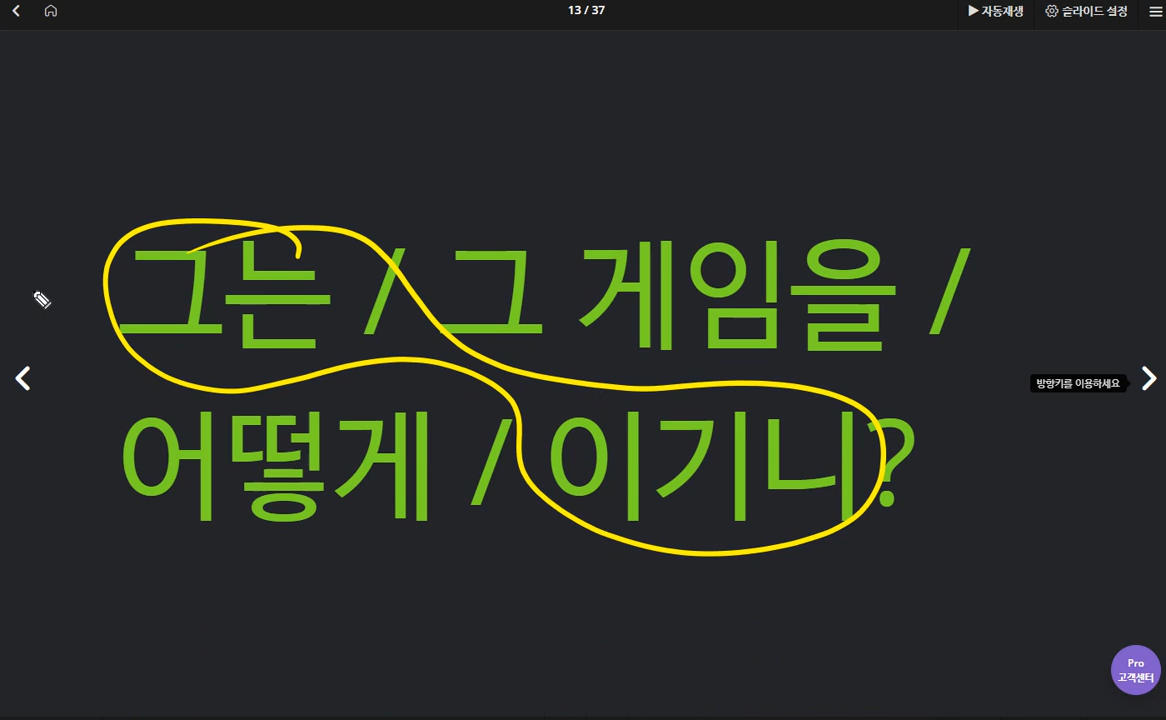 13 / 37
▶ 자동재생
슬라이드 설정
그는 / 그 게임을 /
방향키를 이용하세요
어떻게 / 이기니?
Pro
고객센터